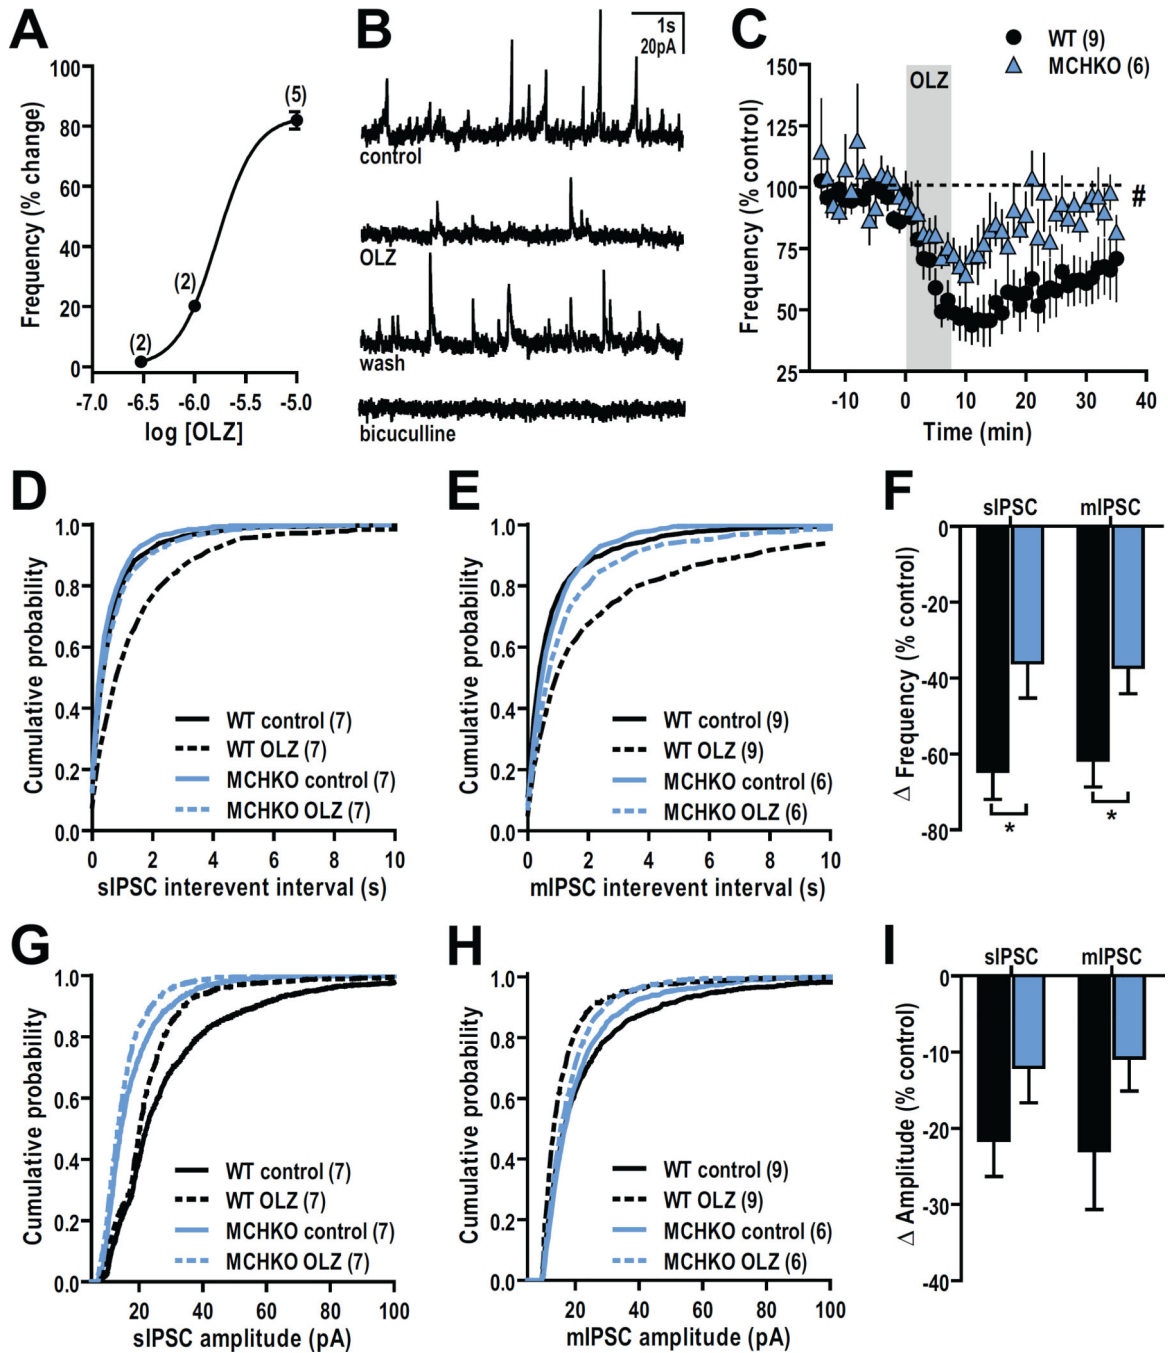 A
Frequency (% change)
100
80
60
40
20
0
(2)
(2)
(5)
-7.0 -6.5 -6.0 -5.5 -5.0
log [OLZ]
B
1s
20pA
control
OLZ
wash
bicuculline
C
WT (9)
MCHKO (6)
Frequency (% control)
150
125
100
75
50
25
OLZ
#
-10 0 10 20 30 40
Time (min)
D
Cumulative probability
1.0
0.8
0.6
0.4
0.2
0.0
WT control (7)
WT OLZ (7)
MCHKO control (7)
MCHKO OLZ (7)
0 2 4 6 8 10
sIPSC interevent interval (s)
E
Cumulative probability
1.0
0.8
0.6
0.4
0.2
0.0
WT control (9)
WT OLZ (9)
MCHKO control (6)
MCHKO OLZ (6)
0 2 4 6 8 10
mIPSC interevent interval (s)
F
sIPSC mIPSC
Δ Frequency (% control)
0
-20
-40
-60
-80
* *
G
Cumulative probability
1.0
0.8
0.6
0.4
0.2
0.0
WT control (7)
WT OLZ (7)
MCHKO control (7)
MCHKO OLZ (7)
20 40 60 80 100
sIPSC amplitude (pA)
H
Cumulative probability
1.0
0.8
0.6
0.4
0.2
0.0
WT control (9)
WT OLZ (9)
MCHKO control (6)
MCHKO OLZ (6)
20 40 60 80 100
mIPSC amplitude (pA)
I
sIPSC mIPSC
Δ Amplitude (% control)
0
-10
-20
-30
-40